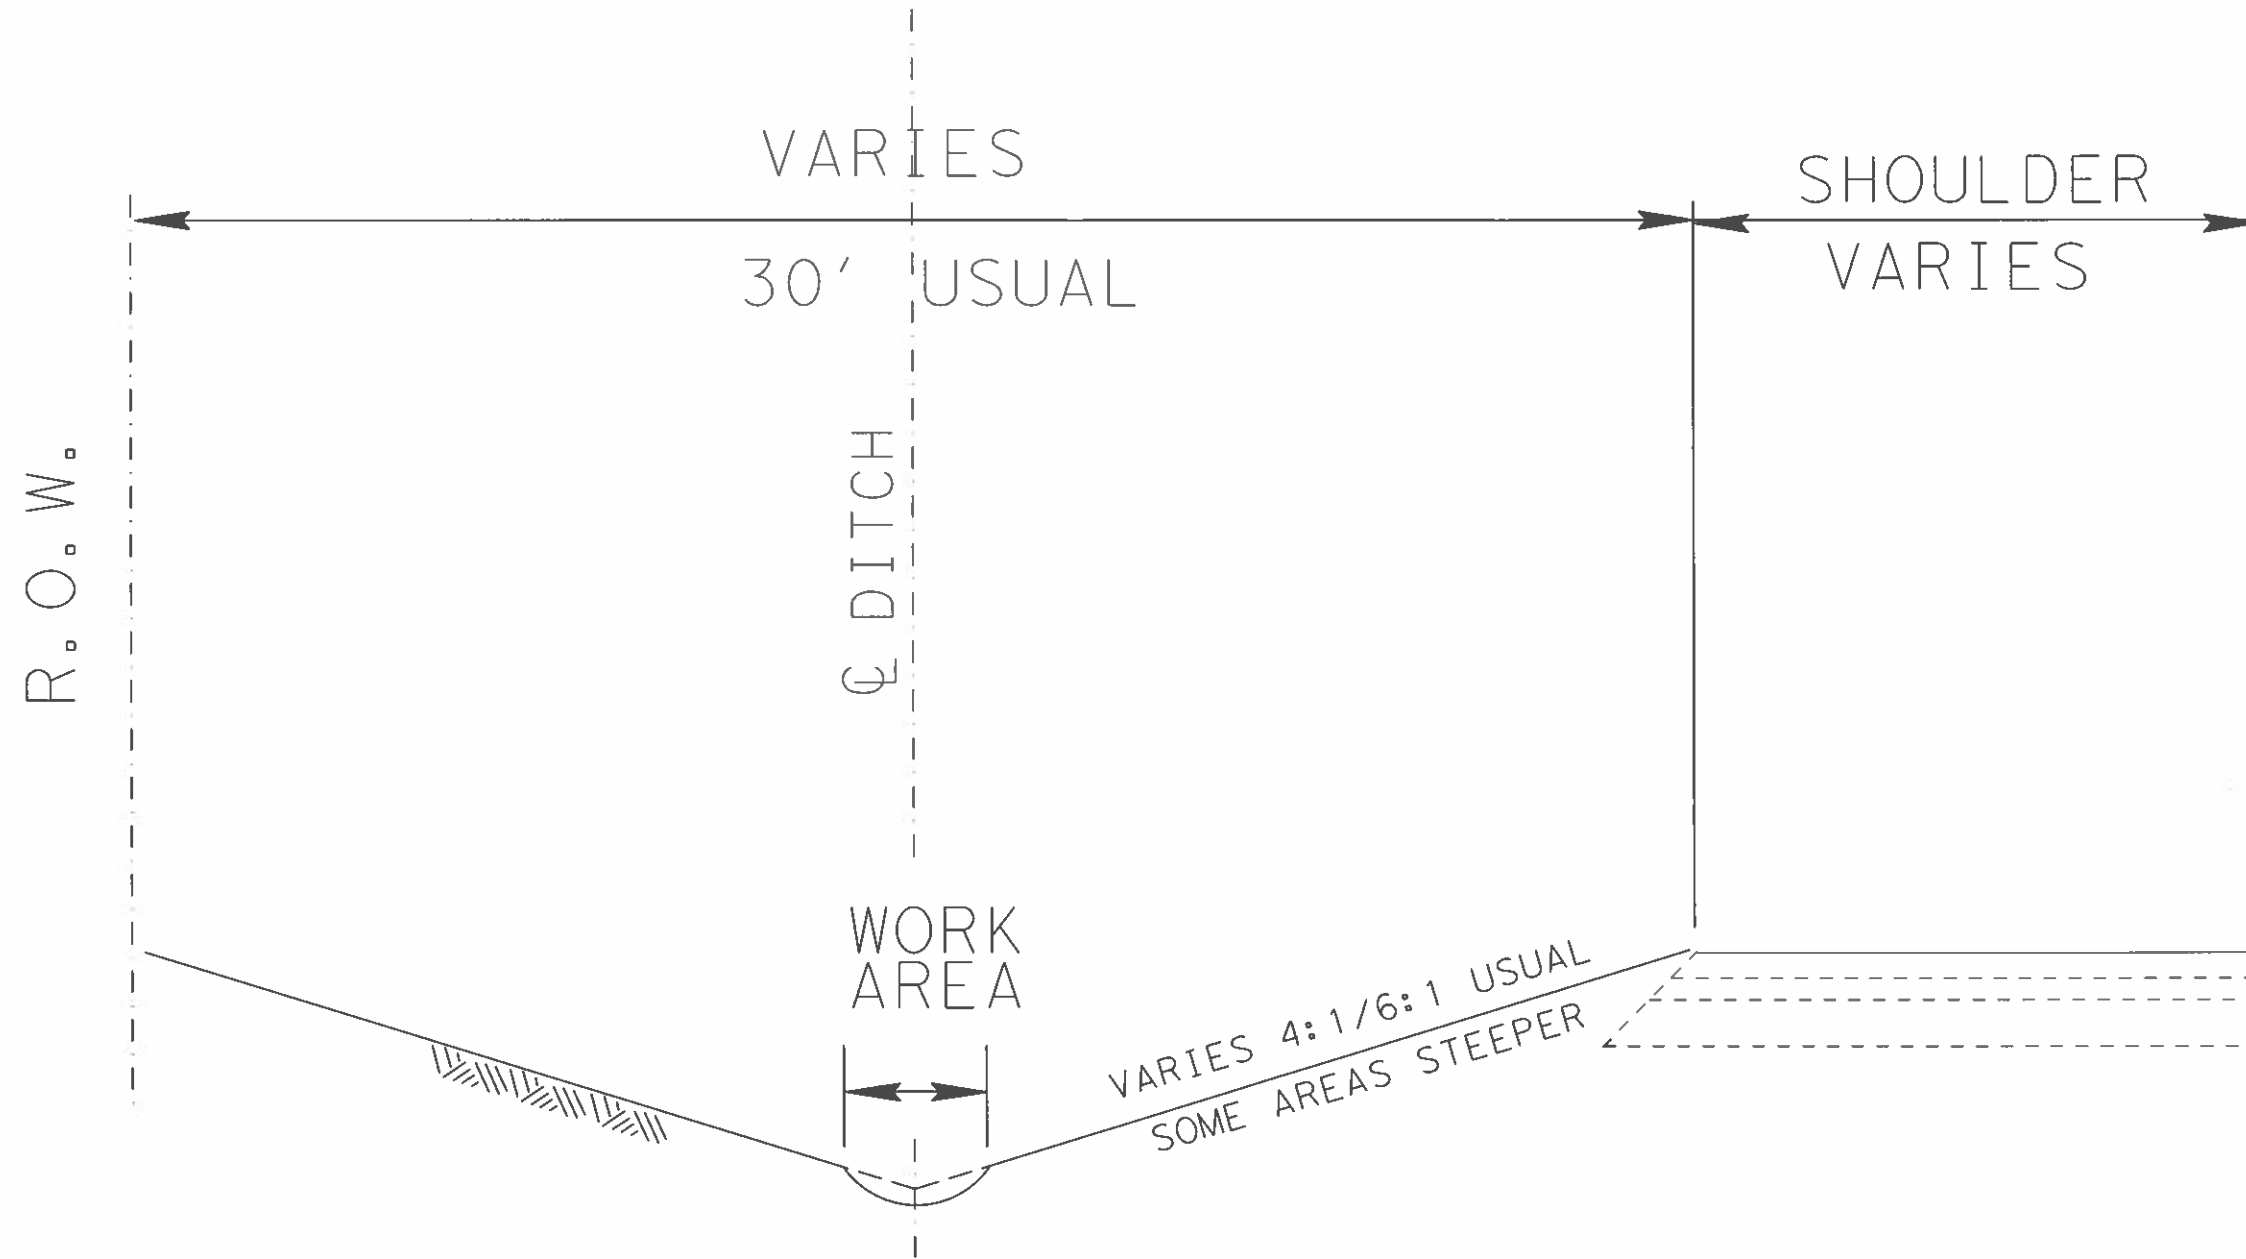 VARIES
30' USUAL
SHOULDER
VARIES
R.O.W.
℄ DITCH
WORK
AREA
VARIES 4:1/6:1 USUAL
SOME AREAS STEEPER